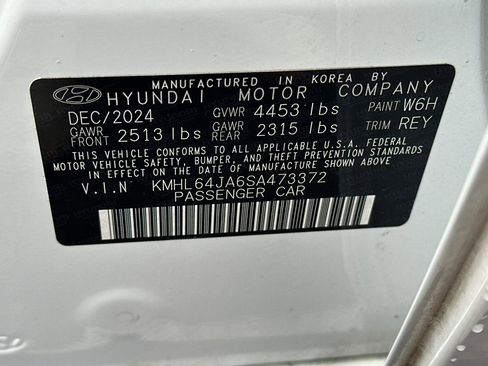 MANUFACTURED IN KOREA BY
HYUNDAI MOTOR COMPANY
DEC/2024 GVWR 4453 lbs PAINT W6H
GAWR FRONT 2513 lbs GAWR REAR 2315 lbs TRIM REY
THIS VEHICLE CONFORMS TO ALL APPLICABLE U.S.A. FEDERAL
MOTOR VEHICLE SAFETY, BUMPER, AND THEFT PREVENTION STANDARDS
IN EFFECT ON THE DATE OF MANUFACTURE SHOWN ABOVE.
V.I.N KMHL64JA6SA473372
PASSENGER CAR